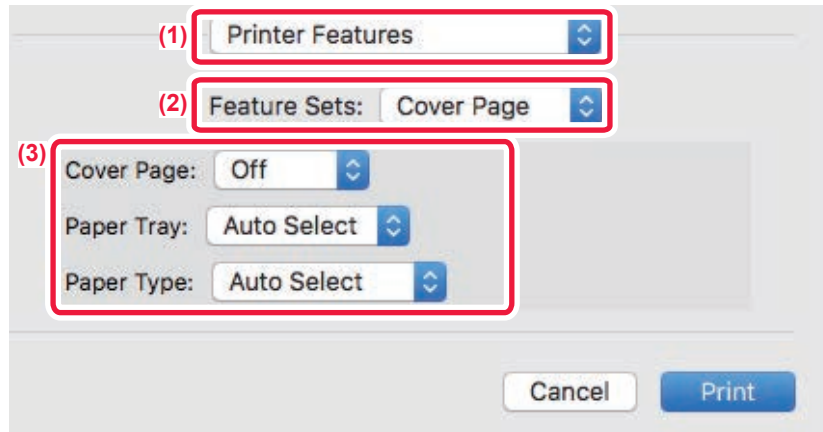 (1) Printer Features
(2) Feature Sets: Cover Page
(3)
Cover Page: Off
Paper Tray: Auto Select
Paper Type: Auto Select
Cancel Print